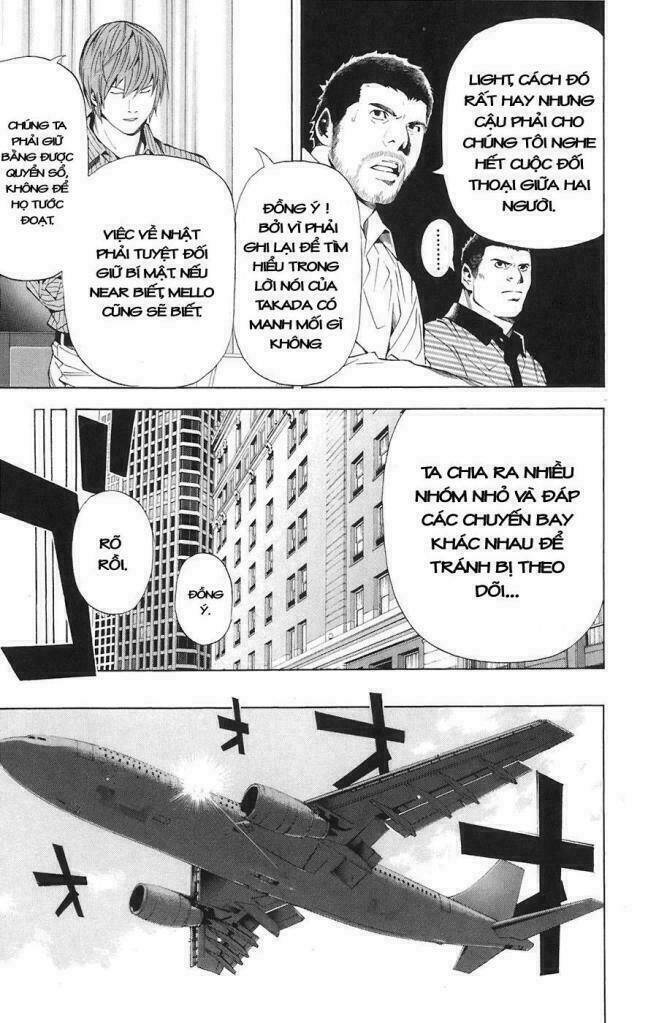 LIGHT, CÁCH ĐÓ
RẤT HAY NHƯNG
CẬU PHẢI CHO
CHÚNG TÔI NGHE
HẾT CUỘC ĐỐI
THOẠI GIỮA HAI
NGƯỜI.
ĐỒNG Ý !
BỞI VÌ PHẢI
GHI LẠI ĐỂ TÌM
HIỂU TRONG
LỜI NÓI CỦA
TAKADA CÓ
MANH MỐI GÌ
KHÔNG
.......
VIỆC VỀ NHẬT
PHẢI TUYỆT ĐỐI
GIỮ BÍ MẬT. NẾU
NEAR BIẾT, MELLO
CŨNG SẼ BIẾT.
CHÚNG TA
PHẢI GIỮ
BẰNG ĐƯỢC
QUYỂN SỔ,
KHÔNG ĐỂ
HỌ TƯỚC
ĐOẠT.
TA CHIA RA NHIỀU
NHÓM NHỎ VÀ ĐÁP
CÁC CHUYẾN BAY
KHÁC NHAU ĐỂ
TRÁNH BỊ THEO
DÕI...
ĐỒNG
Ý.
RÕ
RỒI.